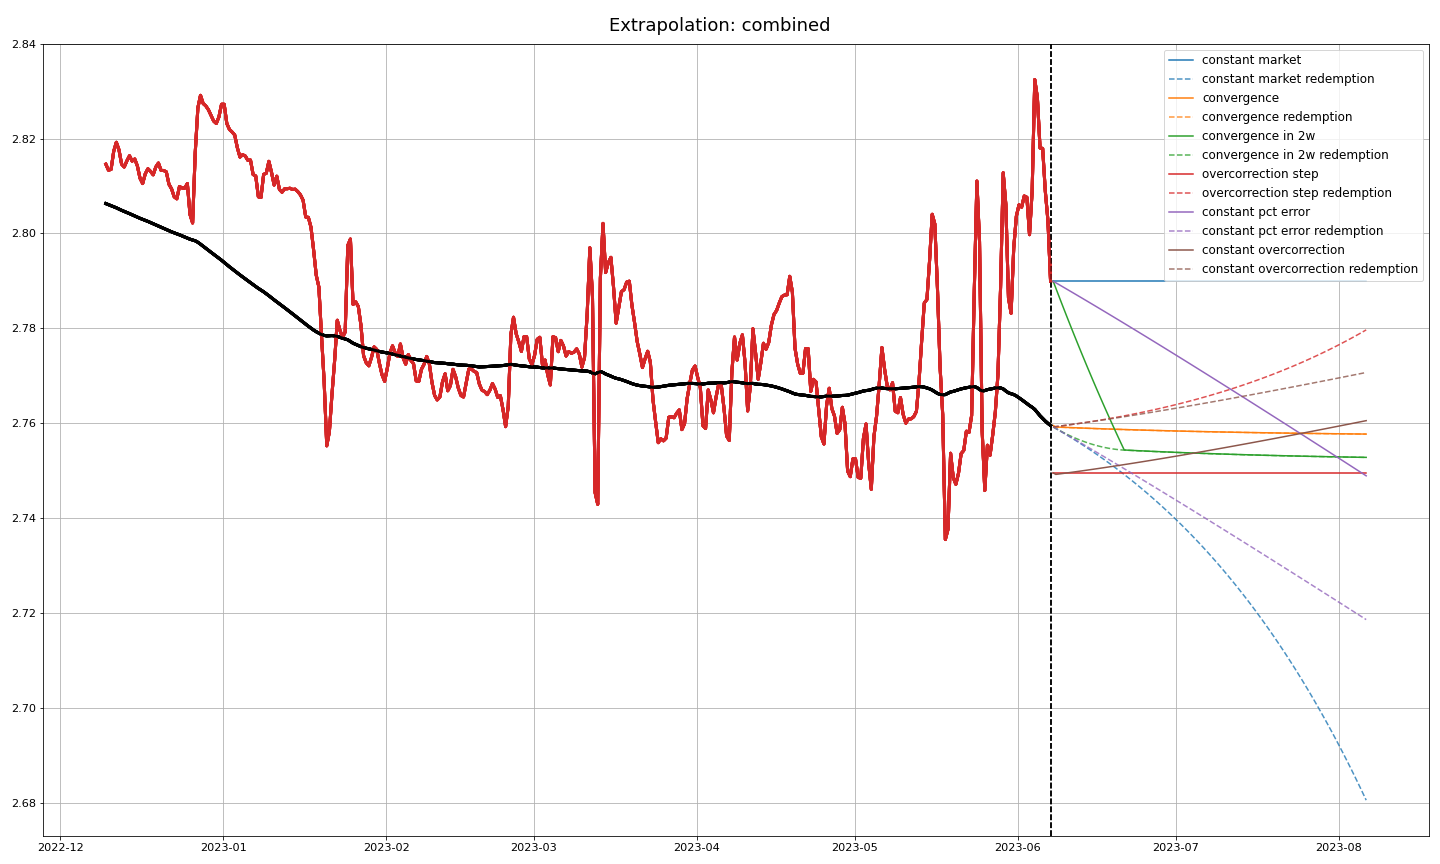 Extrapolation: combined
2.84
2.82
2.80
2.78
2.76
2.74
2.72
2.70
2.68
constant market
constant market redemption
convergence
convergence redemption
convergence in 2w
convergence in 2w redemption
overcorrection step
overcorrection step redemption
constant pct error
constant pct error redemption
constant overcorrection
constant overcorrection redemption
2022-12 2023-01 2023-02 2023-03 2023-04 2023-05 2023-06 2023-07 2023-08